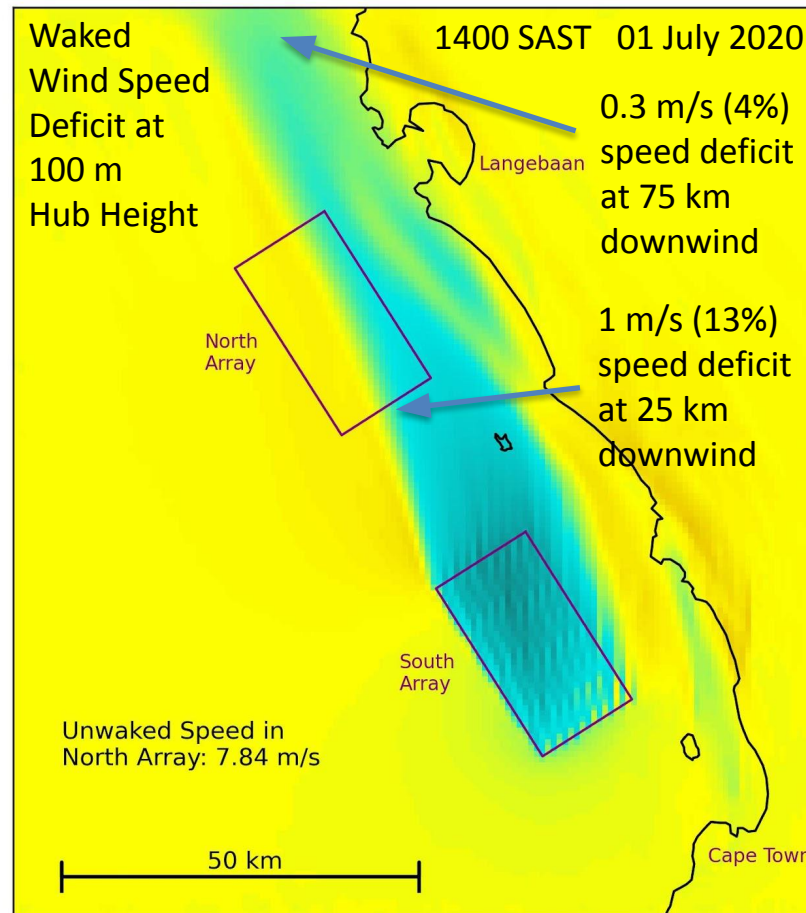 Waked
Wind Speed
Deficit at
100 m
Hub Height
1400 SAST   01 July 2020
0.3 m/s (4%)
speed deficit
at 75 km
downwind
Langebaan
1 m/s (13%)
speed deficit
at 25 km
downwind
North
Array
South
Array
Unwaked Speed in
North Array: 7.84 m/s
50 km
Cape Town